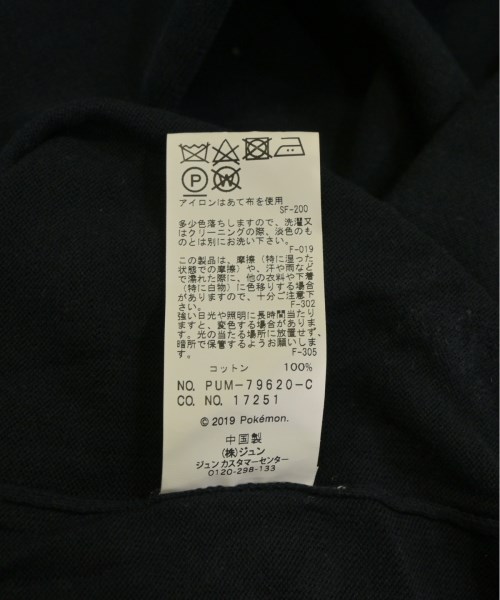 P W
アイロンはあて布を使用
SF-200
多少色落ちしますので、洗濯又
はクリーニングの際、淡色のも
のとは別にお洗い下さい。
F-019
この製品は、摩擦（特に湿った
状態での摩擦）や、汗や雨など
で濡れた際に、他の衣料や下着
（特に白物）に色移りする場合
がありますので、十分ご注意下
さい。
F-302
強い日光や照明に長時間当たり
ますと、変色する場合がありま
す。光の当たる場所に放置せず、
暗所で保管するようお願いしま
す。
F-305
コットン 100%
NO. PUM-79620-C
CO. NO. 17251
© 2019 Pokémon.
中国製
（株）ジュン
ジュンカスタマーセンター
0120-298-133